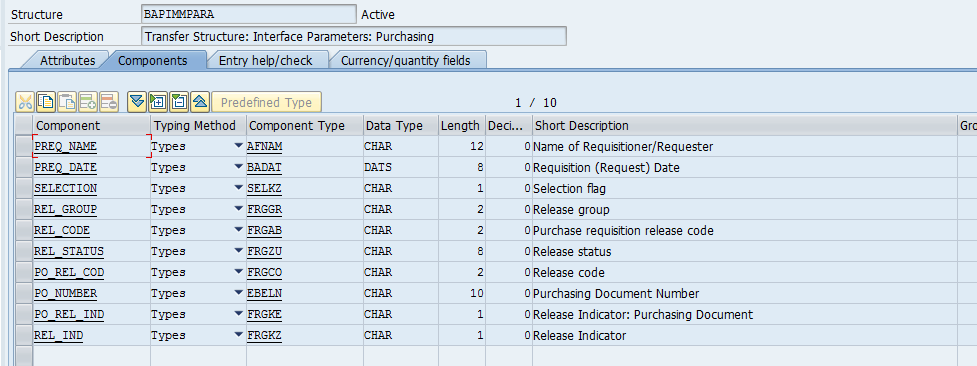 Structure BAPIMMPARA Active
Short Description Transfer Structure: Interface Parameters: Purchasing
Attributes Components Entry help/check Currency/quantity fields
Predefined Type 1 / 10
Component Typing Method Component Type Data Type Length Deci... Short Description Gro
PREQ_NAME Types AFNAM CHAR 12 0 Name of Requisitioner/Requester
PREQ_DATE Types BADAT DATS 8 0 Requisition (Request) Date
SELECTION Types SELKZ CHAR 1 0 Selection flag
REL_GROUP Types FRGGR CHAR 2 0 Release group
REL_CODE Types FRGAB CHAR 2 0 Purchase requisition release code
REL_STATUS Types FRGZU CHAR 8 0 Release status
PO_REL_COD Types FRGCO CHAR 2 0 Release code
PO_NUMBER Types EBELN CHAR 10 0 Purchasing Document Number
PO_REL_IND Types FRGKE CHAR 1 0 Release Indicator: Purchasing Document
REL_IND Types FRGKZ CHAR 1 0 Release Indicator